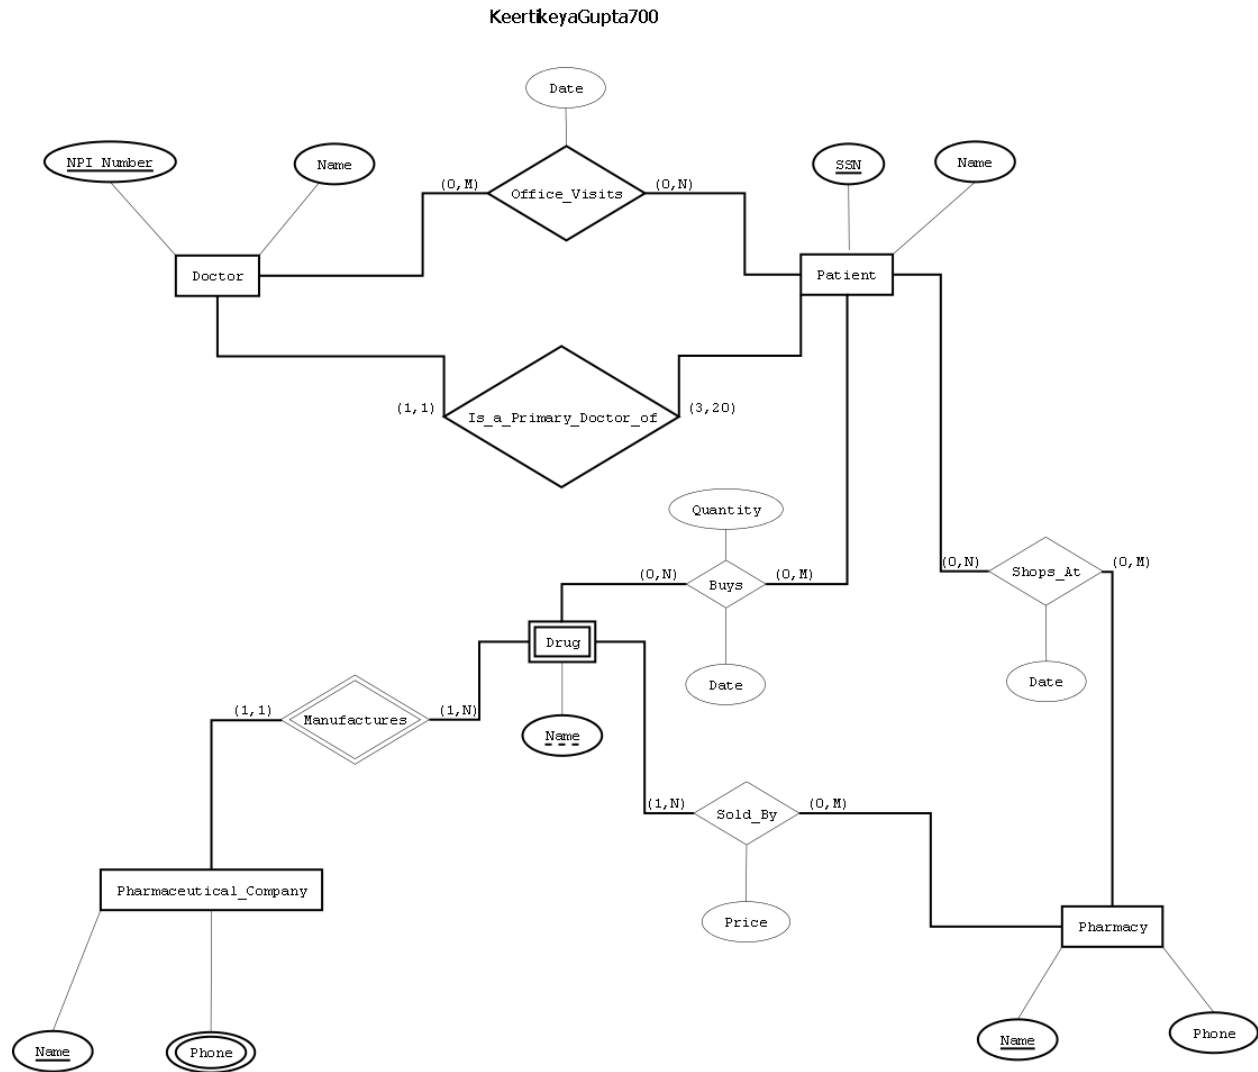 KeertikeyaGupta700
Date
NPI Number
Name
SSN
Name
(0,M)
Office_Visits
(0,N)
Doctor
Patient
(1,1)
Is_a_Primary_Doctor_of
(3,20)
Quantity
(0,N)
Buys
(0,M)
(0,N)
Shops_At
(0,M)
Drug
Date
Date
(1,1)
Manufactures
(1,N)
Name
(1,N)
Sold_By
(0,M)
Pharmaceutical_Company
Price
Pharmacy
Name
Phone
Name
Phone